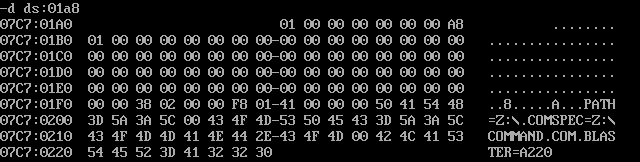 -d ds:01a8
07C7:01A0                         01 00 00 00 00 00 00 A8           ........
07C7:01B0  01 00 00 00 00 00 00 00-00 00 00 00 00 00 00 00   ................
07C7:01C0  00 00 00 00 00 00 00 00-00 00 00 00 00 00 00 00   ................
07C7:01D0  00 00 00 00 00 00 00 00-00 00 00 00 00 00 00 00   ................
07C7:01E0  00 00 00 00 00 00 00 00-00 00 00 00 00 00 00 00   ................
07C7:01F0  00 00 38 02 00 00 F8 01-41 00 00 00 50 41 54 48   ..8.....A...PATH
07C7:0200  3D 5A 3A 5C 00 43 4F 4D-53 50 45 43 3D 5A 3A 5C   =Z:\.COMSPEC=Z:\
07C7:0210  43 4F 4D 4D 41 4E 44 2E-43 4F 4D 00 42 4C 41 53   COMMAND.COM.BLAS
07C7:0220  54 45 52 3D 41 32 32 30                           TER=A220